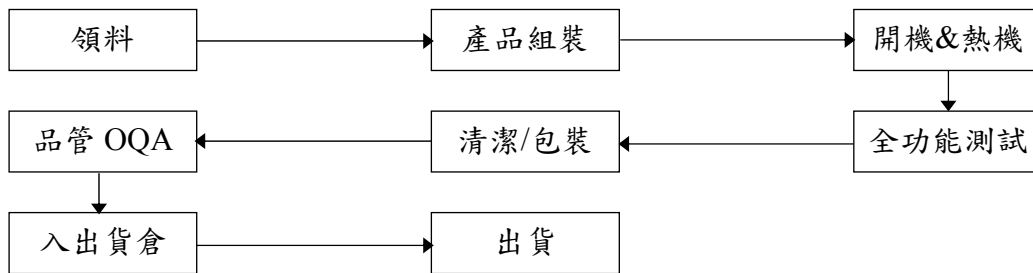 領料
產品組裝
開機&熱機
全功能測試
清潔/包裝
品管 OQA
入出貨倉
出貨